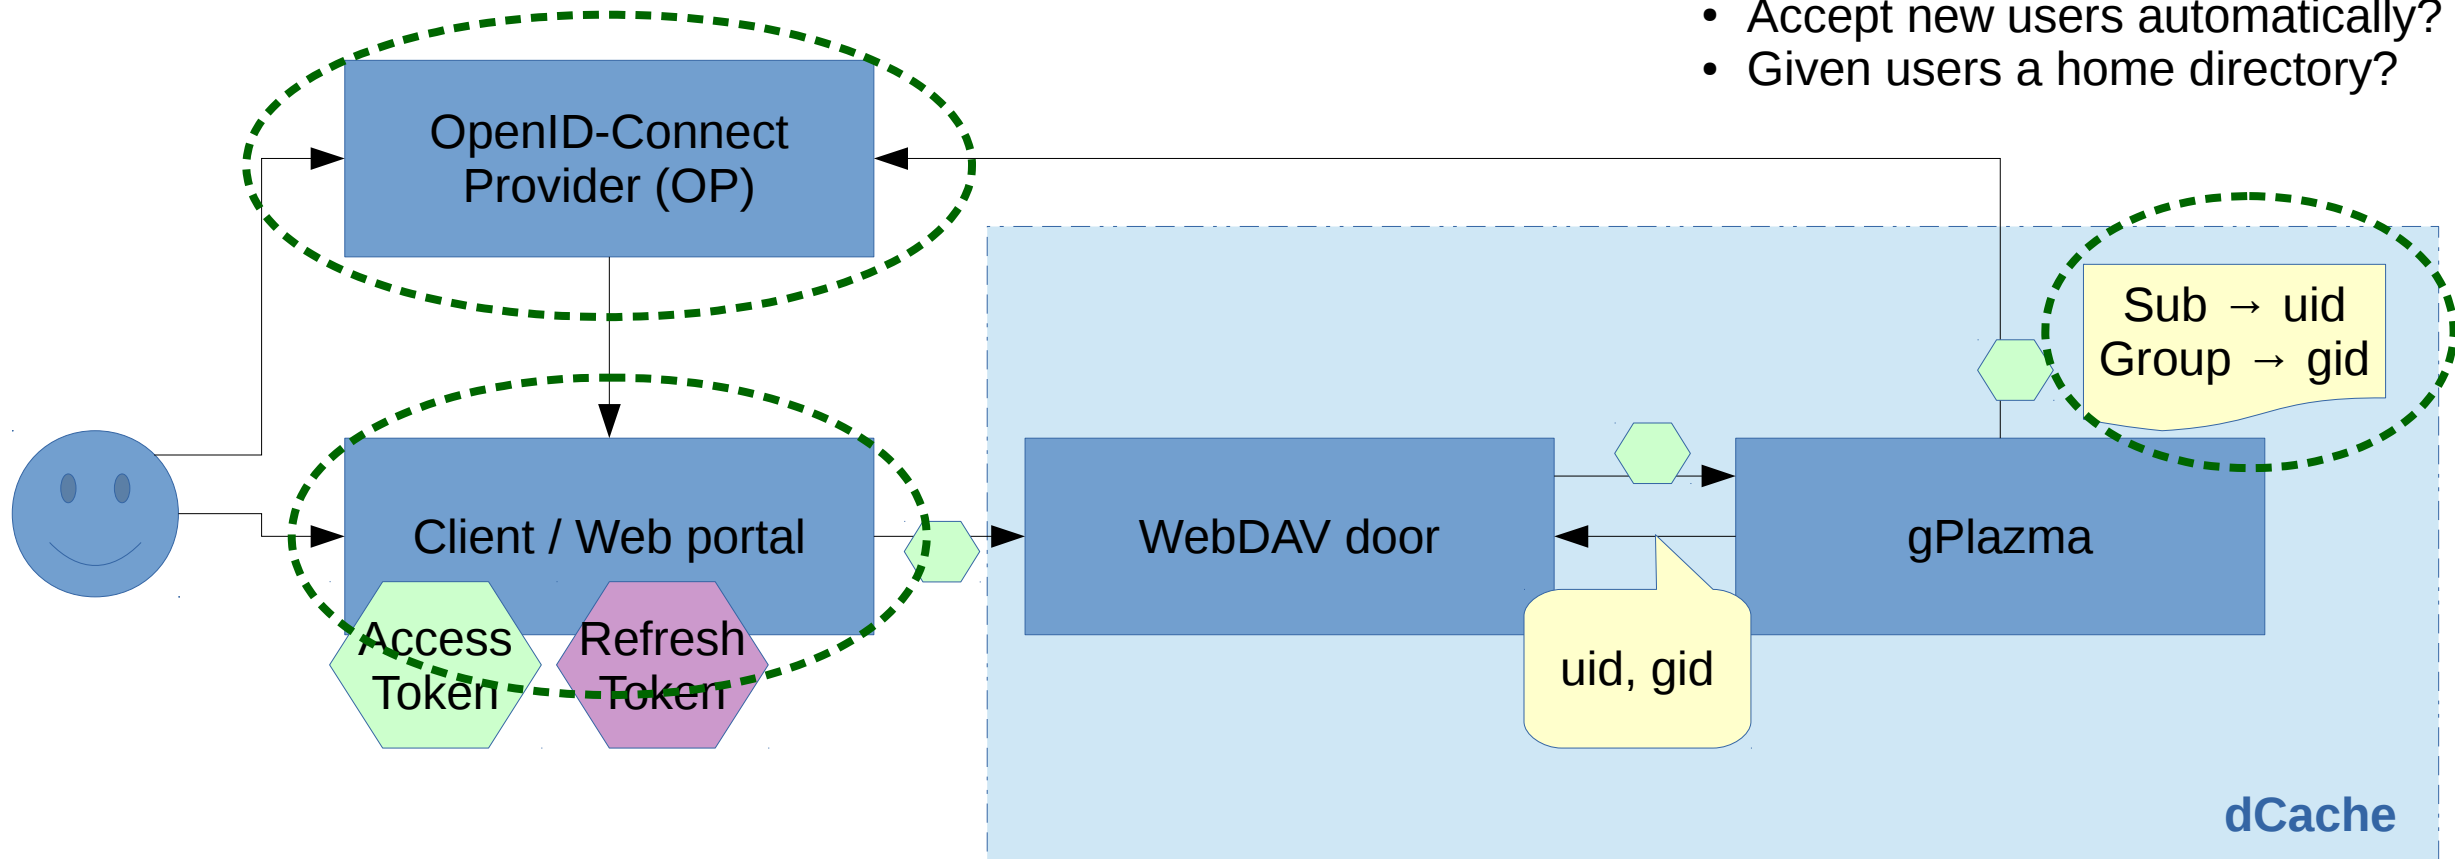 • Accept new users automatically?
• Given users a home directory?
OpenID-Connect
Provider (OP)
Sub → uid
Group → gid
Client / Web portal
WebDAV door
gPlazma
Access
Token
Refresh
Token
uid, gid
dCache